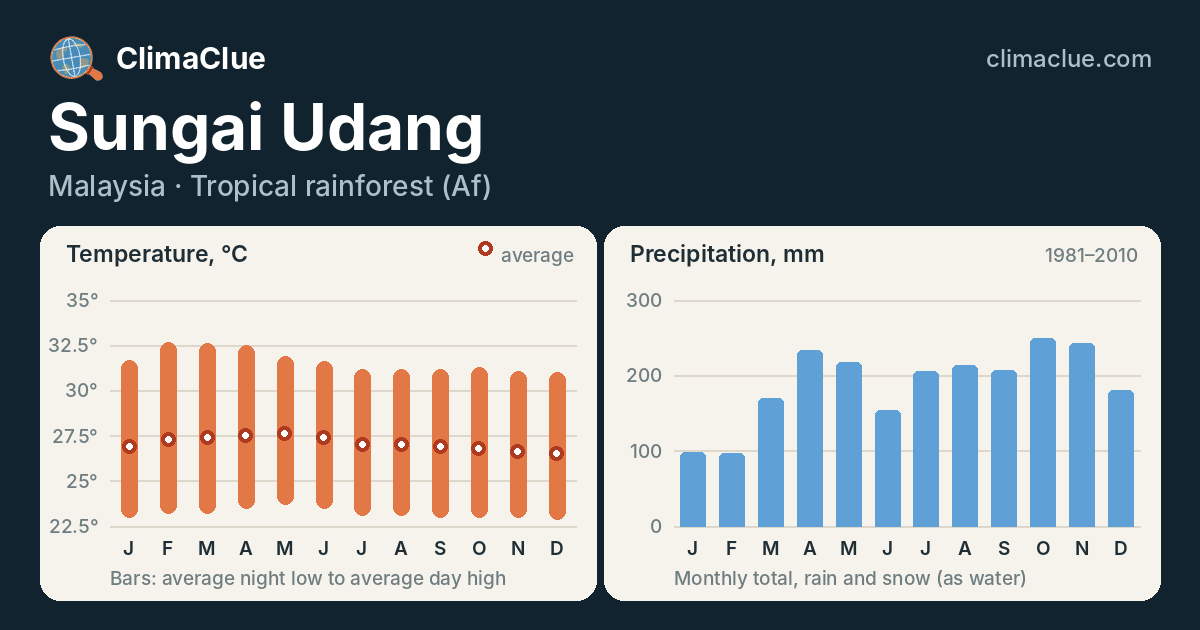 ClimaClue
climaclue.com
Sungai Udang
Malaysia · Tropical rainforest (Af)
Temperature, °C
average
35°
32.5°
30°
27.5°
25°
22.5°
J F M A M J J A S O N D
Bars: average night low to average day high
Precipitation, mm
1981–2010
300
200
100
0
J F M A M J J A S O N D
Monthly total, rain and snow (as water)